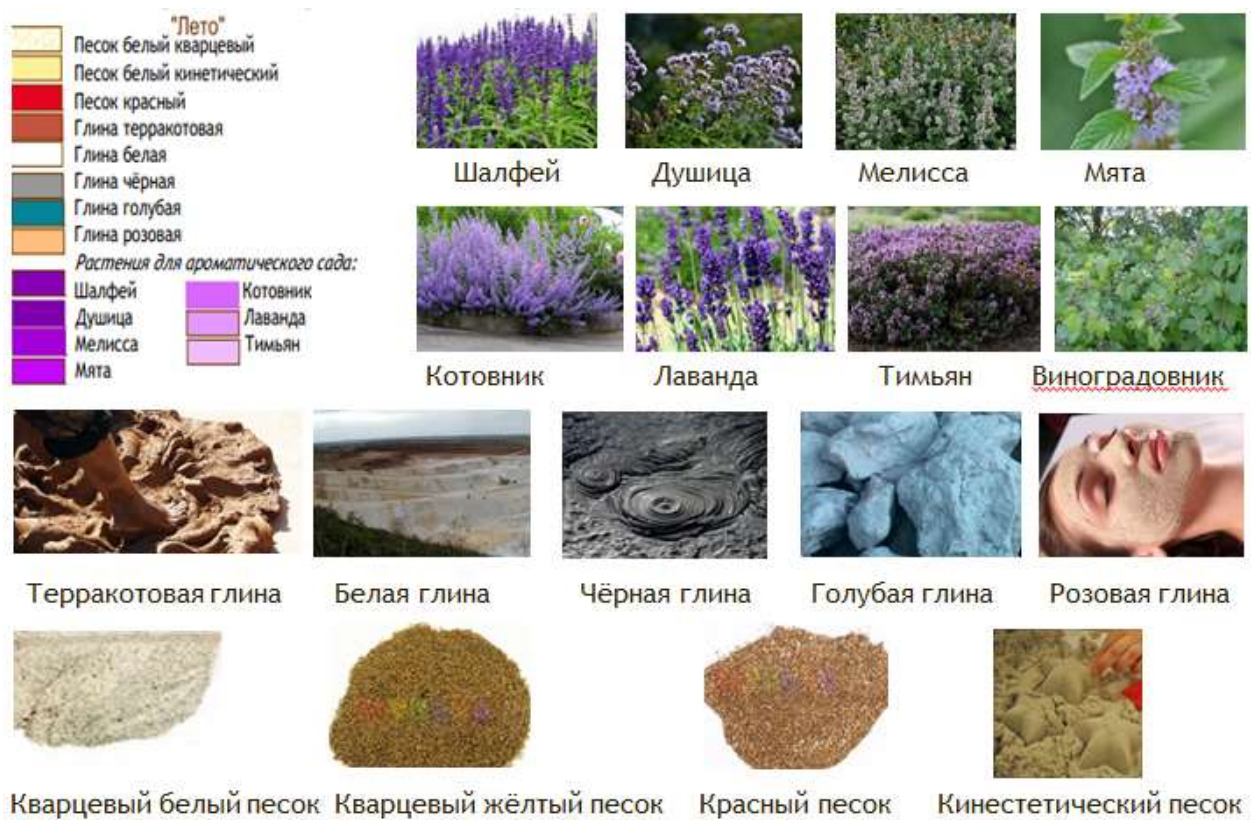 "Лето"
Песок белый кварцевый
Песок белый кинетический
Песок красный
Глина терракотовая
Глина белая
Глина чёрная
Глина голубая
Глина розовая
Растения для ароматического сада:
Шалфей
Душица
Мелисса
Мята
Котовник
Лаванда
Тимьян
Шалфей Душица Мелисса Мята
Котовник Лаванда Тимьян Виноградовник
Терракотовая глина Белая глина Чёрная глина Голубая глина Розовая глина
Кварцевый белый песок Кварцевый жёлтый песок Красный песок Кинестетический песок